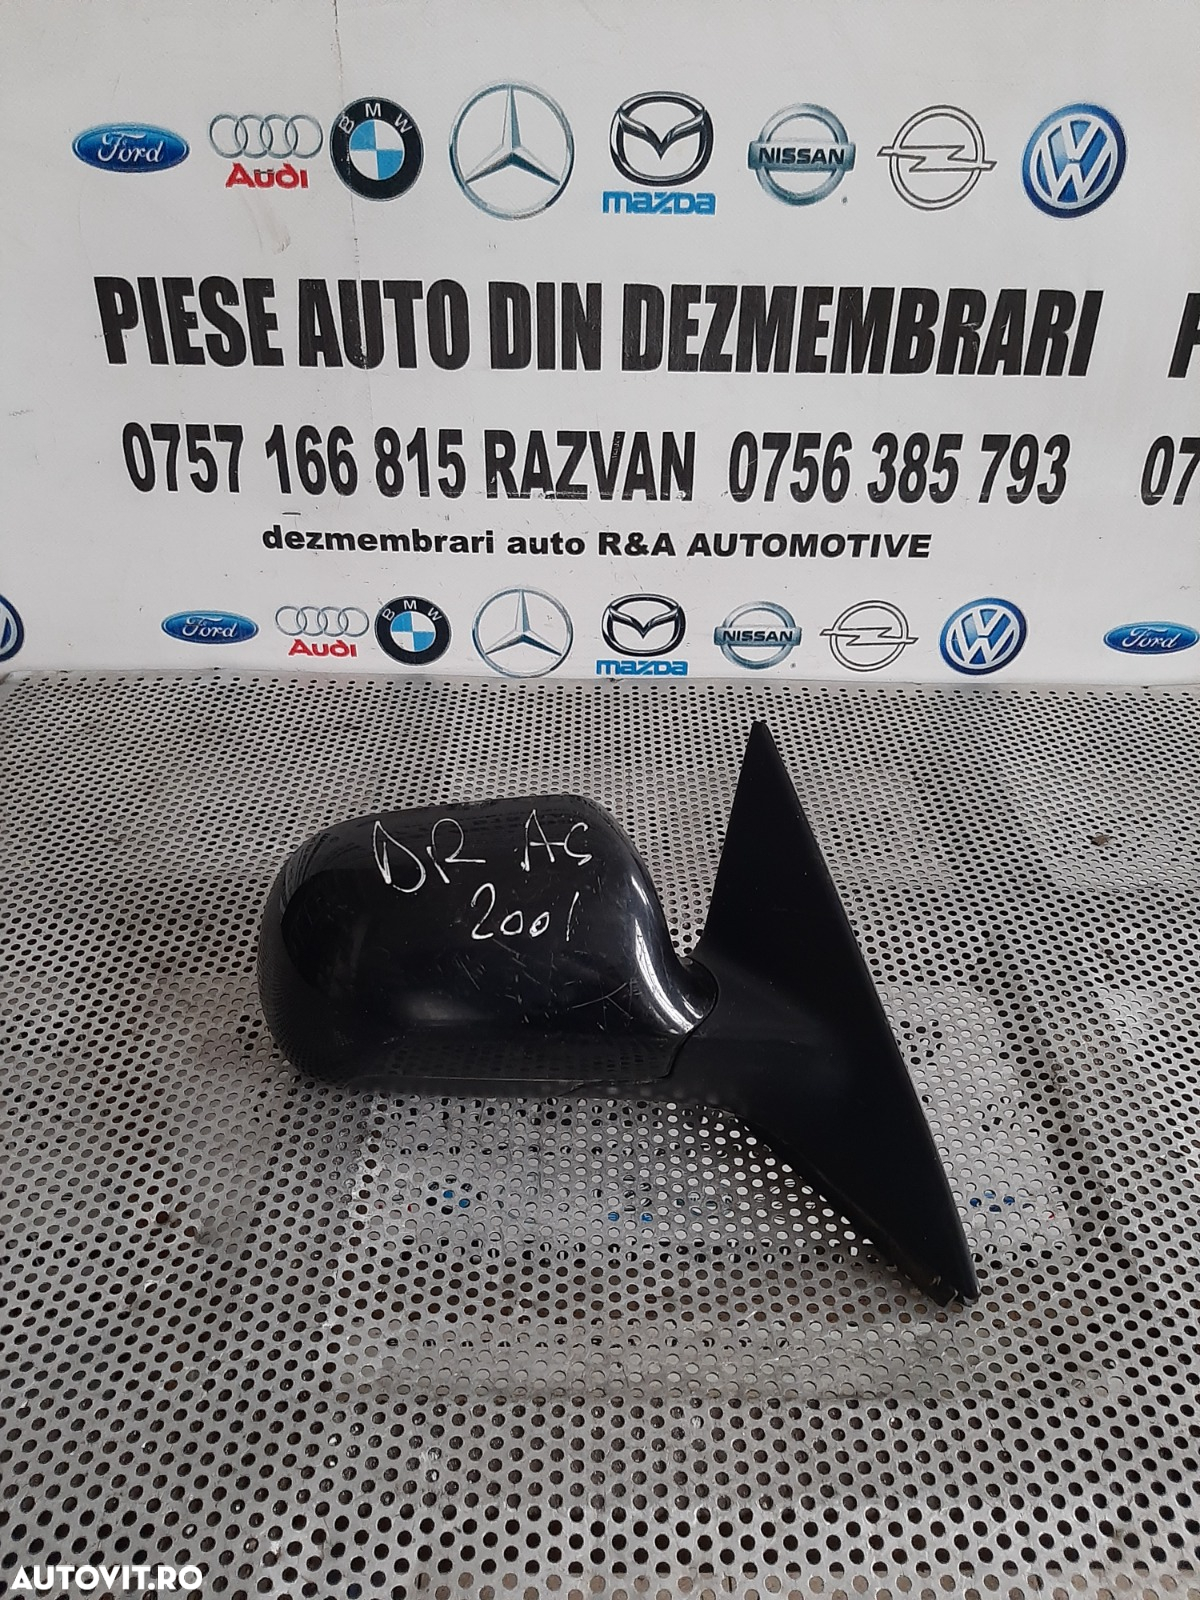 Ford Audi BMW mazda NISSAN
PIESE AUTO DIN DEZMEMBRARI
0757 166 815 RAZVAN 0756 385 793 07
dezmembrari auto R&A AUTOMOTIVE
Ford Audi BMW mazda NISSAN Ford
DR A6
2001
AUTOVIT.RO